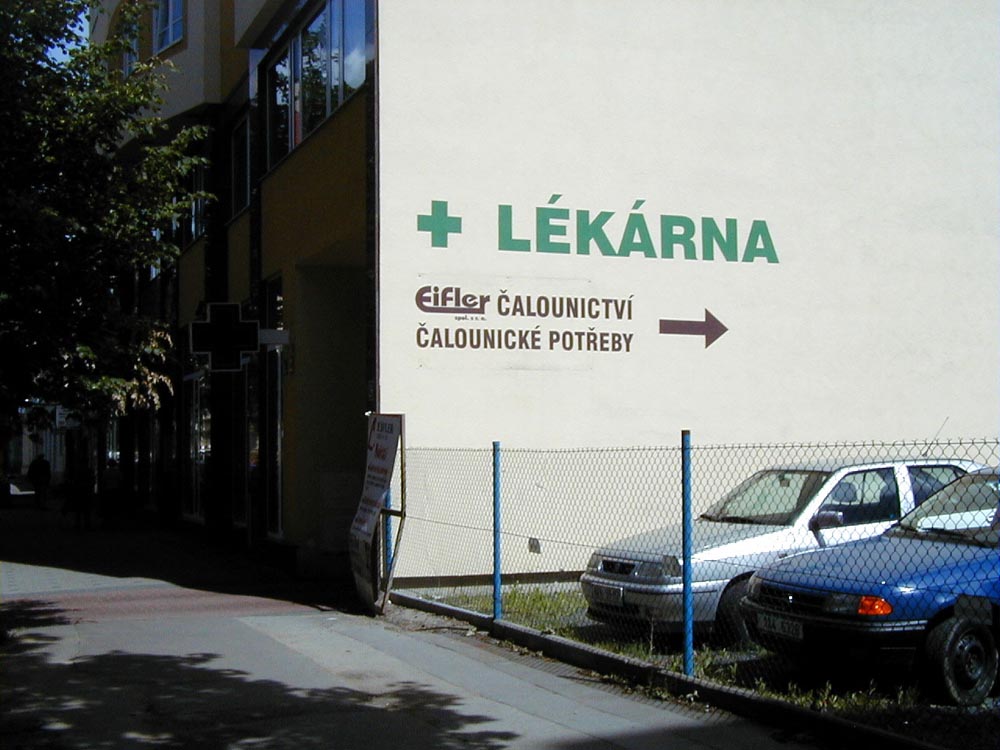 LÉKÁRNA
Eifler ČALOUNICTVÍ
spol. s r. o.
ČALOUNICKÉ POTŘEBY